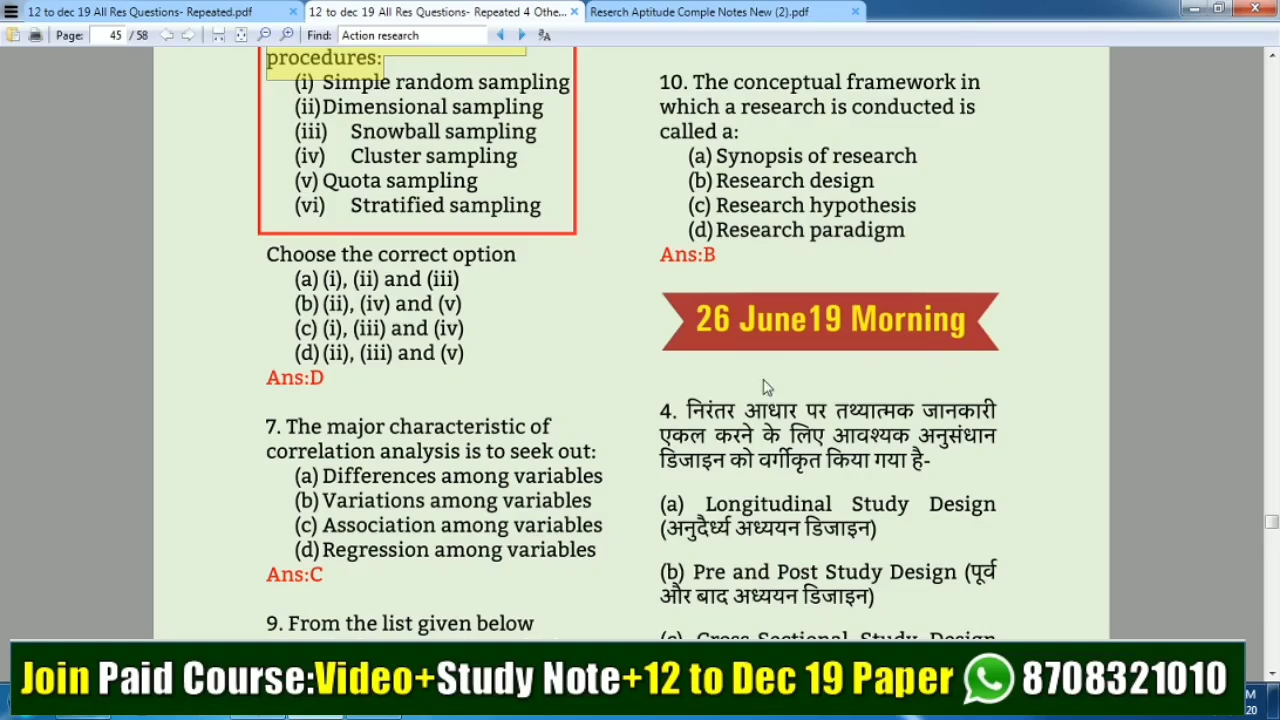 12 to dec 19 All Res Questions- Repeated.pdf
12 to dec 19 All Res Questions- Repeated 4 Othe...
Reserch Aptitude Comple Notes New (2).pdf
Page: 45 / 58 Find: Action research
procedures:
(i) Simple random sampling
(ii) Dimensional sampling
(iii) Snowball sampling
(iv) Cluster sampling
(v) Quota sampling
(vi) Stratified sampling
Choose the correct option
(a) (i), (ii) and (iii)
(b) (ii), (iv) and (v)
(c) (i), (iii) and (iv)
(d) (ii), (iii) and (v)
Ans:D
7. The major characteristic of
correlation analysis is to seek out:
(a) Differences among variables
(b) Variations among variables
(c) Association among variables
(d) Regression among variables
Ans:C
9. From the list given below
10. The conceptual framework in
which a research is conducted is
called a:
(a) Synopsis of research
(b) Research design
(c) Research hypothesis
(d) Research paradigm
Ans:B
26 June19 Morning
4. निरंतर आधार पर तथ्यात्मक जानकारी
एकल करने के लिए आवश्यक अनुसंधान
डिजाइन को वर्गीकृत किया गया है-
(a) Longitudinal Study Design
(अनुदैर्ध्य अध्ययन डिजाइन)
(b) Pre and Post Study Design (पूर्व
और बाद अध्ययन डिजाइन)
(c) Cross Sectional Study Design
Join Paid Course:Video+Study Note+12 to Dec 19 Paper 8708321010
M
20